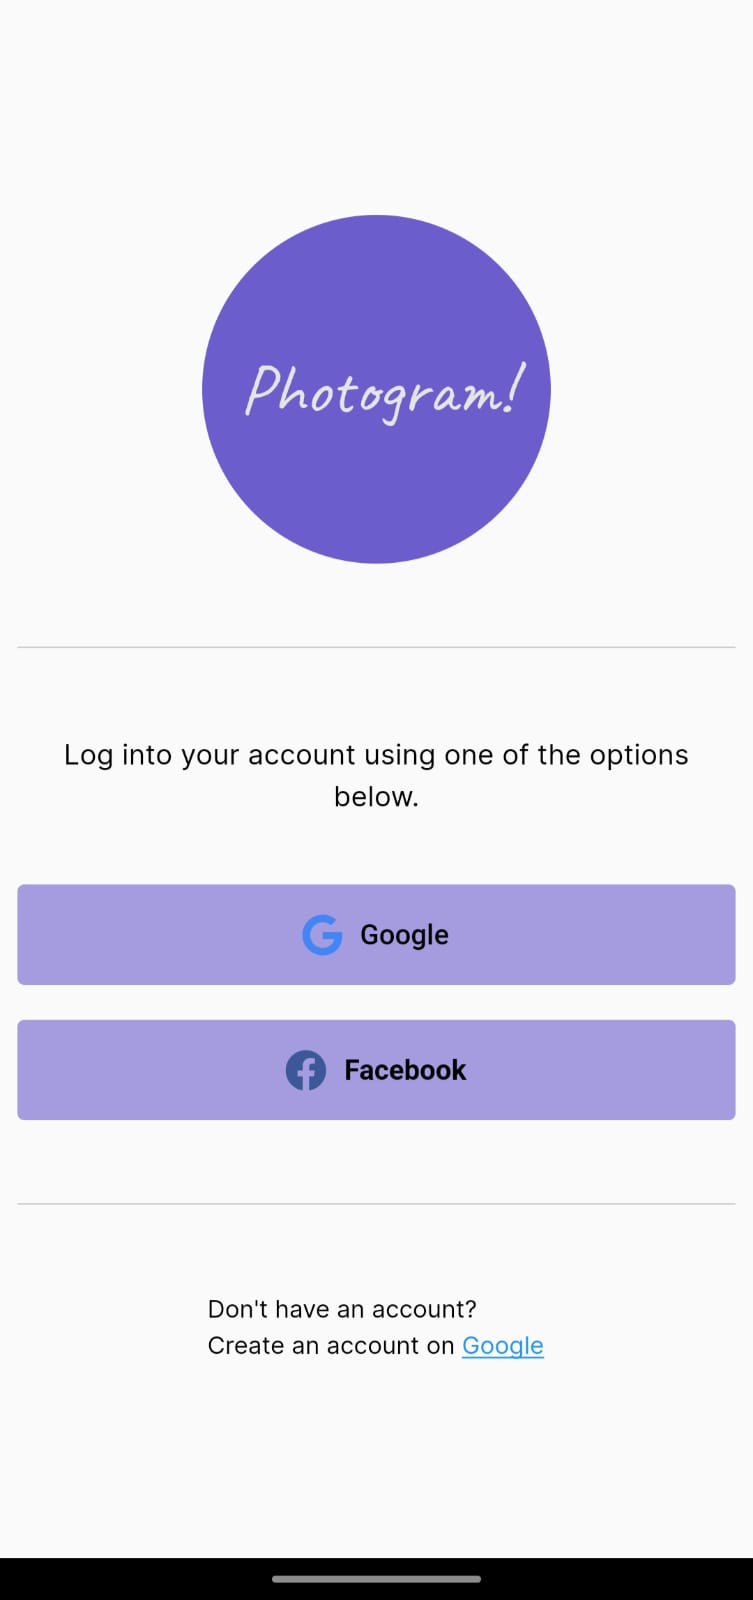 Photogram!
Log into your account using one of the options
below.
Google
Facebook
Don't have an account?
Create an account on Google